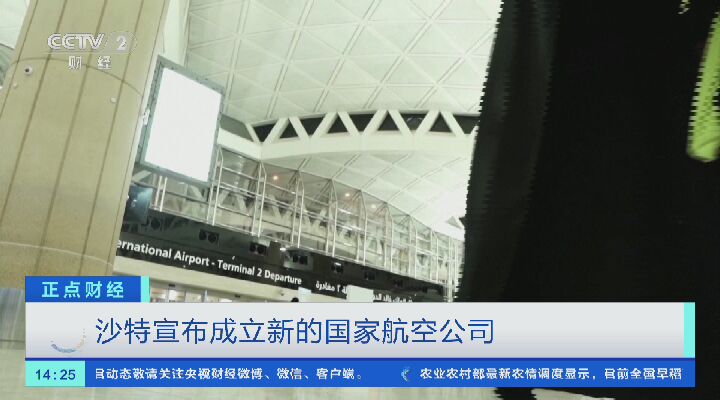 CCTV 2
财经
ernational Airport - Terminal 2 Departure
正点财经
沙特宣布成立新的国家航空公司
14:25
动态敬请关注央视财经微博、微信、客户端。
农业农村部最新农情调度显示，目前全国早稻